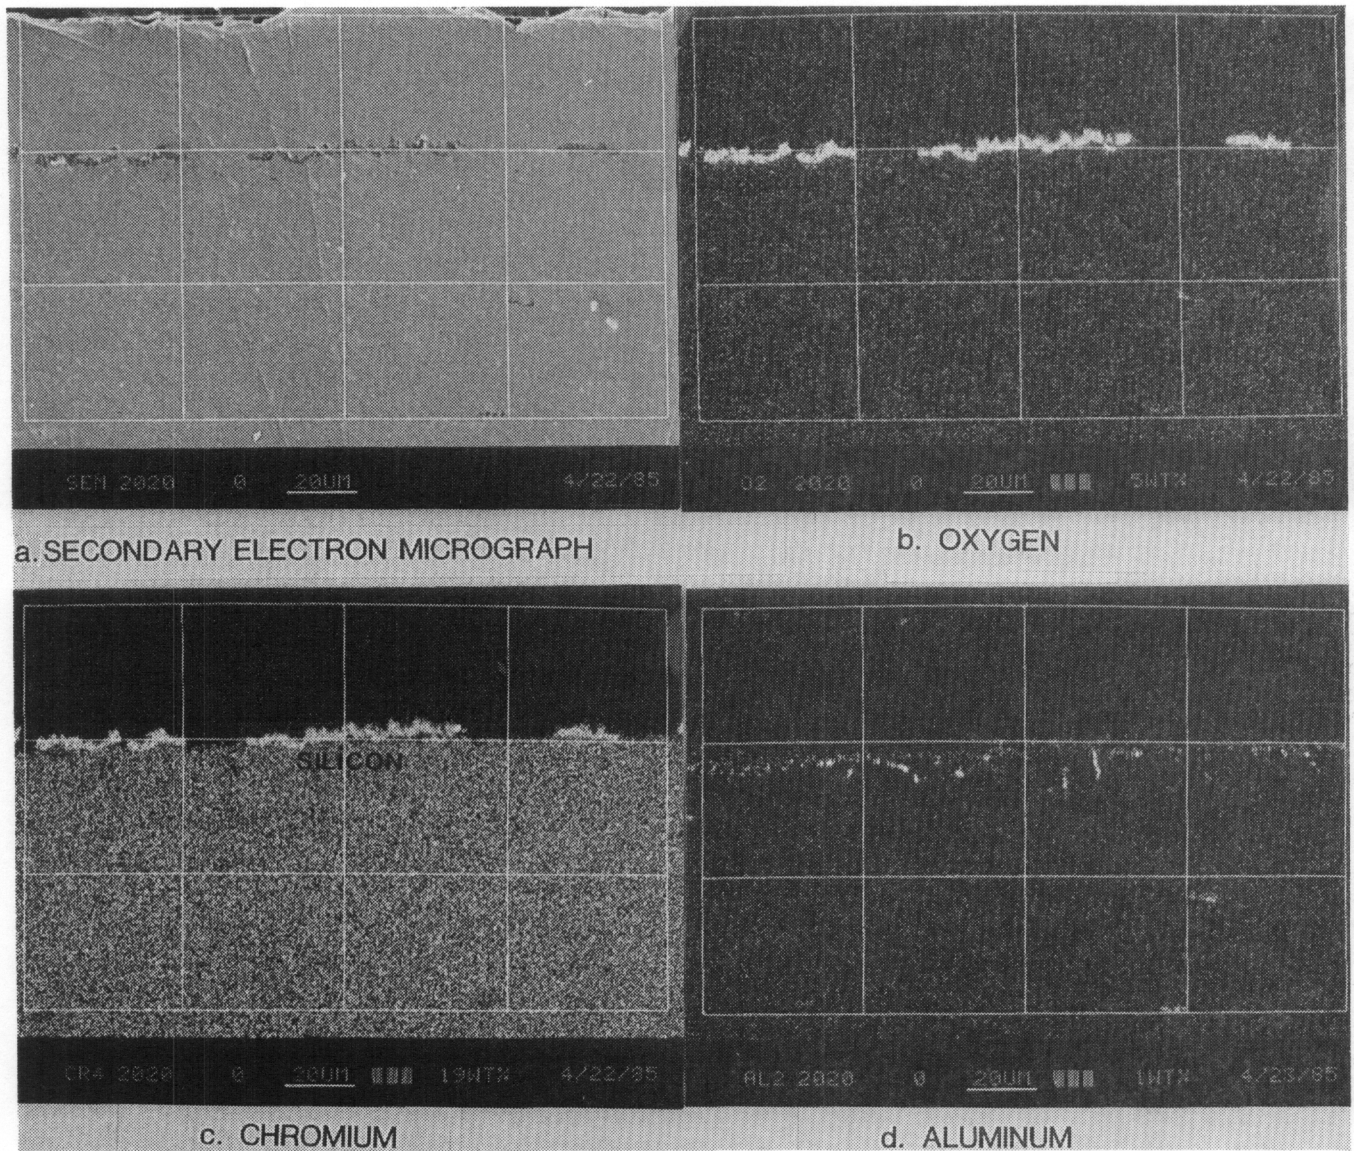 SEM 2020 0 20UM 4/22/85
O2 2020 0 20UM 5WT% 4/22/85
a. SECONDARY ELECTRON MICROGRAPH
b. OXYGEN
SILICON
CR4 2020 0 20UM 19WT% 4/22/85
AL2 2020 0 20UM 1WT% 4/23/85
c. CHROMIUM
d. ALUMINUM